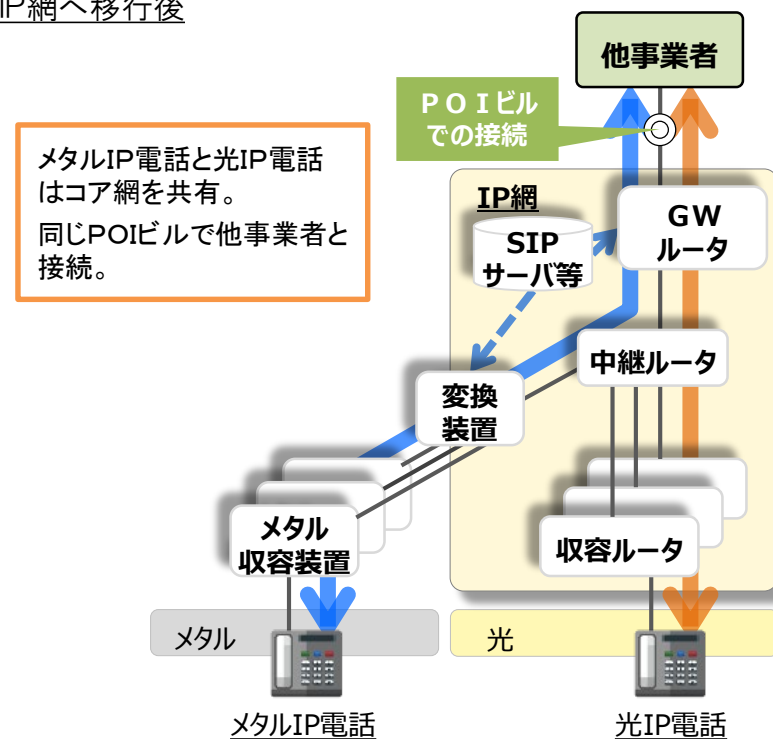 IP網へ移行後
他事業者
ＰＯＩビル
での接続
メタルIP電話と光IP電話
はコア網を共有。
同じPOIビルで他事業者と
接続。
IP網
SIP
サーバ等
ＧＷ
ルータ
中継ルータ
変換
装置
メタル
収容装置
収容ルータ
メタル
光
メタルIP電話
光IP電話